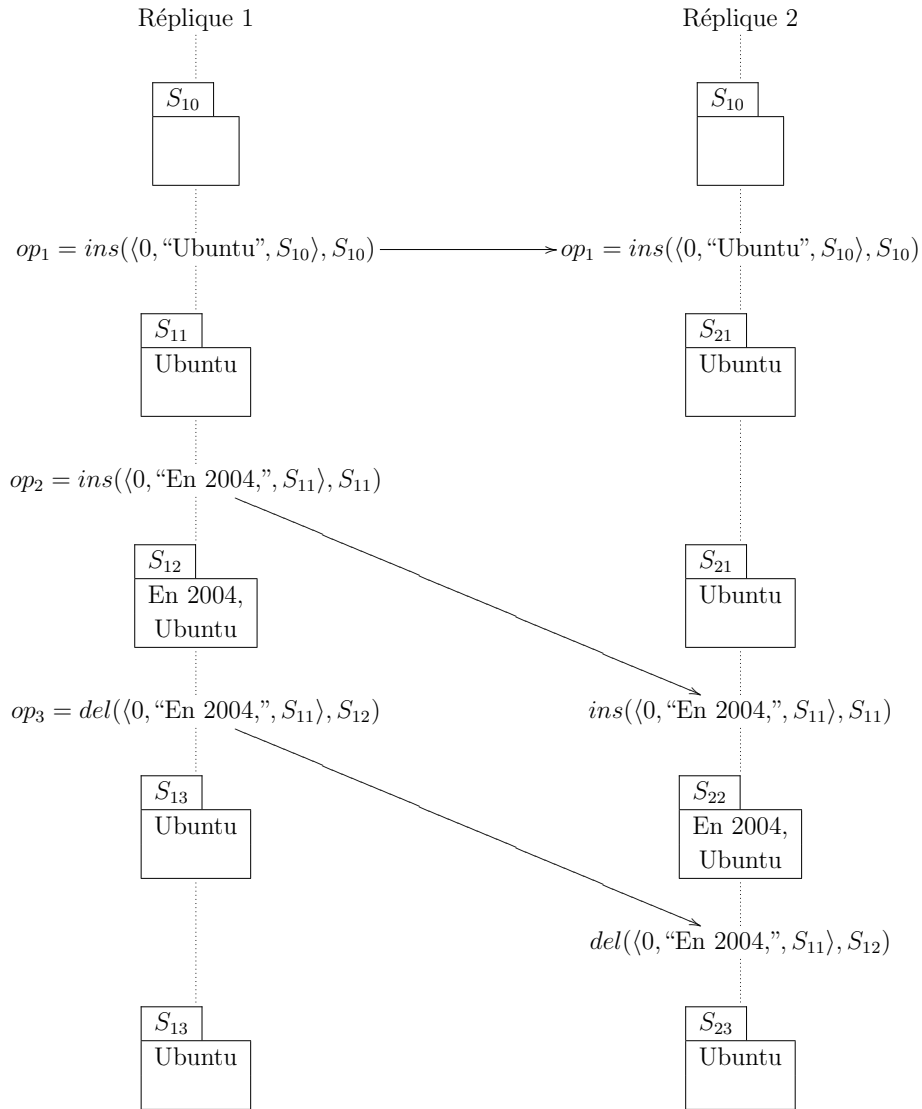 Réplique 1 Réplique 2
S₁₀ S₁₀
op₁ = ins(⟨0, “Ubuntu”, S₁₀⟩, S₁₀) op₁ = ins(⟨0, “Ubuntu”, S₁₀⟩, S₁₀)
S₁₁ S₂₁
Ubuntu Ubuntu
op₂ = ins(⟨0, “En 2004,”, S₁₁⟩, S₁₁)
S₁₂ S₂₁
En 2004, Ubuntu
Ubuntu
op₃ = del(⟨0, “En 2004,”, S₁₁⟩, S₁₂) ins(⟨0, “En 2004,”, S₁₁⟩, S₁₁)
S₁₃ S₂₂
Ubuntu En 2004,
Ubuntu
del(⟨0, “En 2004,”, S₁₁⟩, S₁₂)
S₁₃ S₂₃
Ubuntu Ubuntu